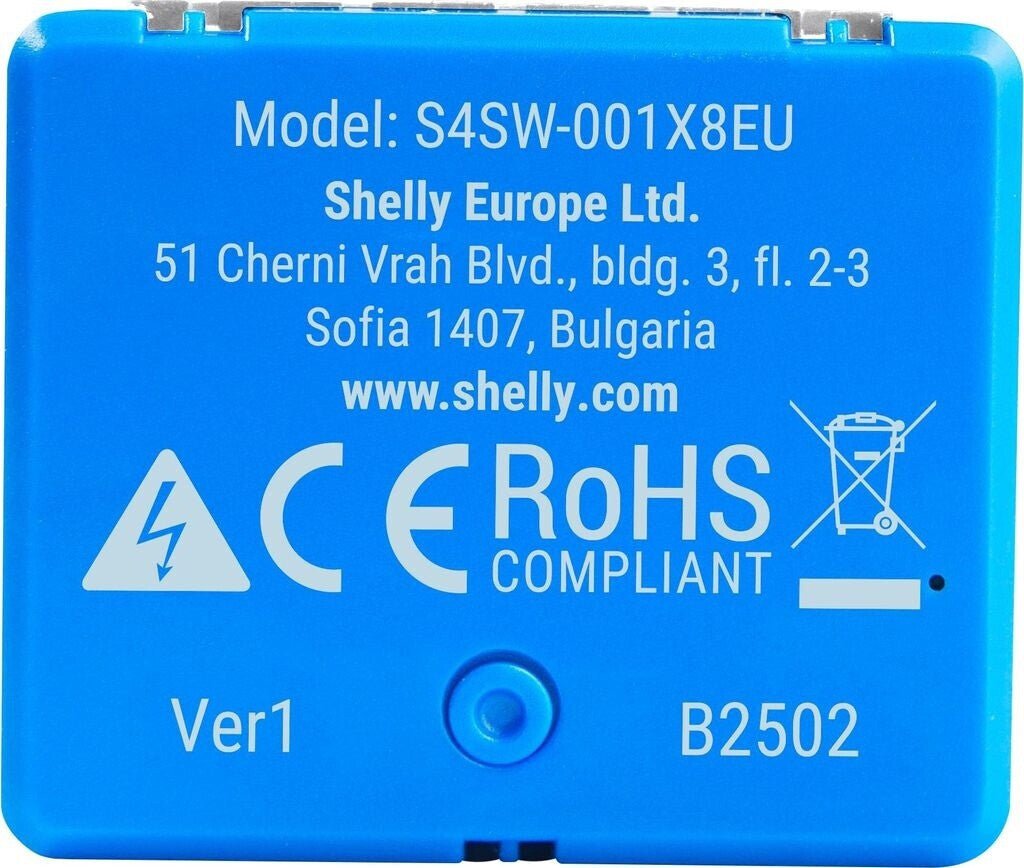 Model: S4SW-001X8EU
Shelly Europe Ltd.
51 Cherni Vrah Blvd., bldg. 3, fl. 2-3
Sofia 1407, Bulgaria
www.shelly.com
CE RoHS
COMPLIANT
Ver1 B2502